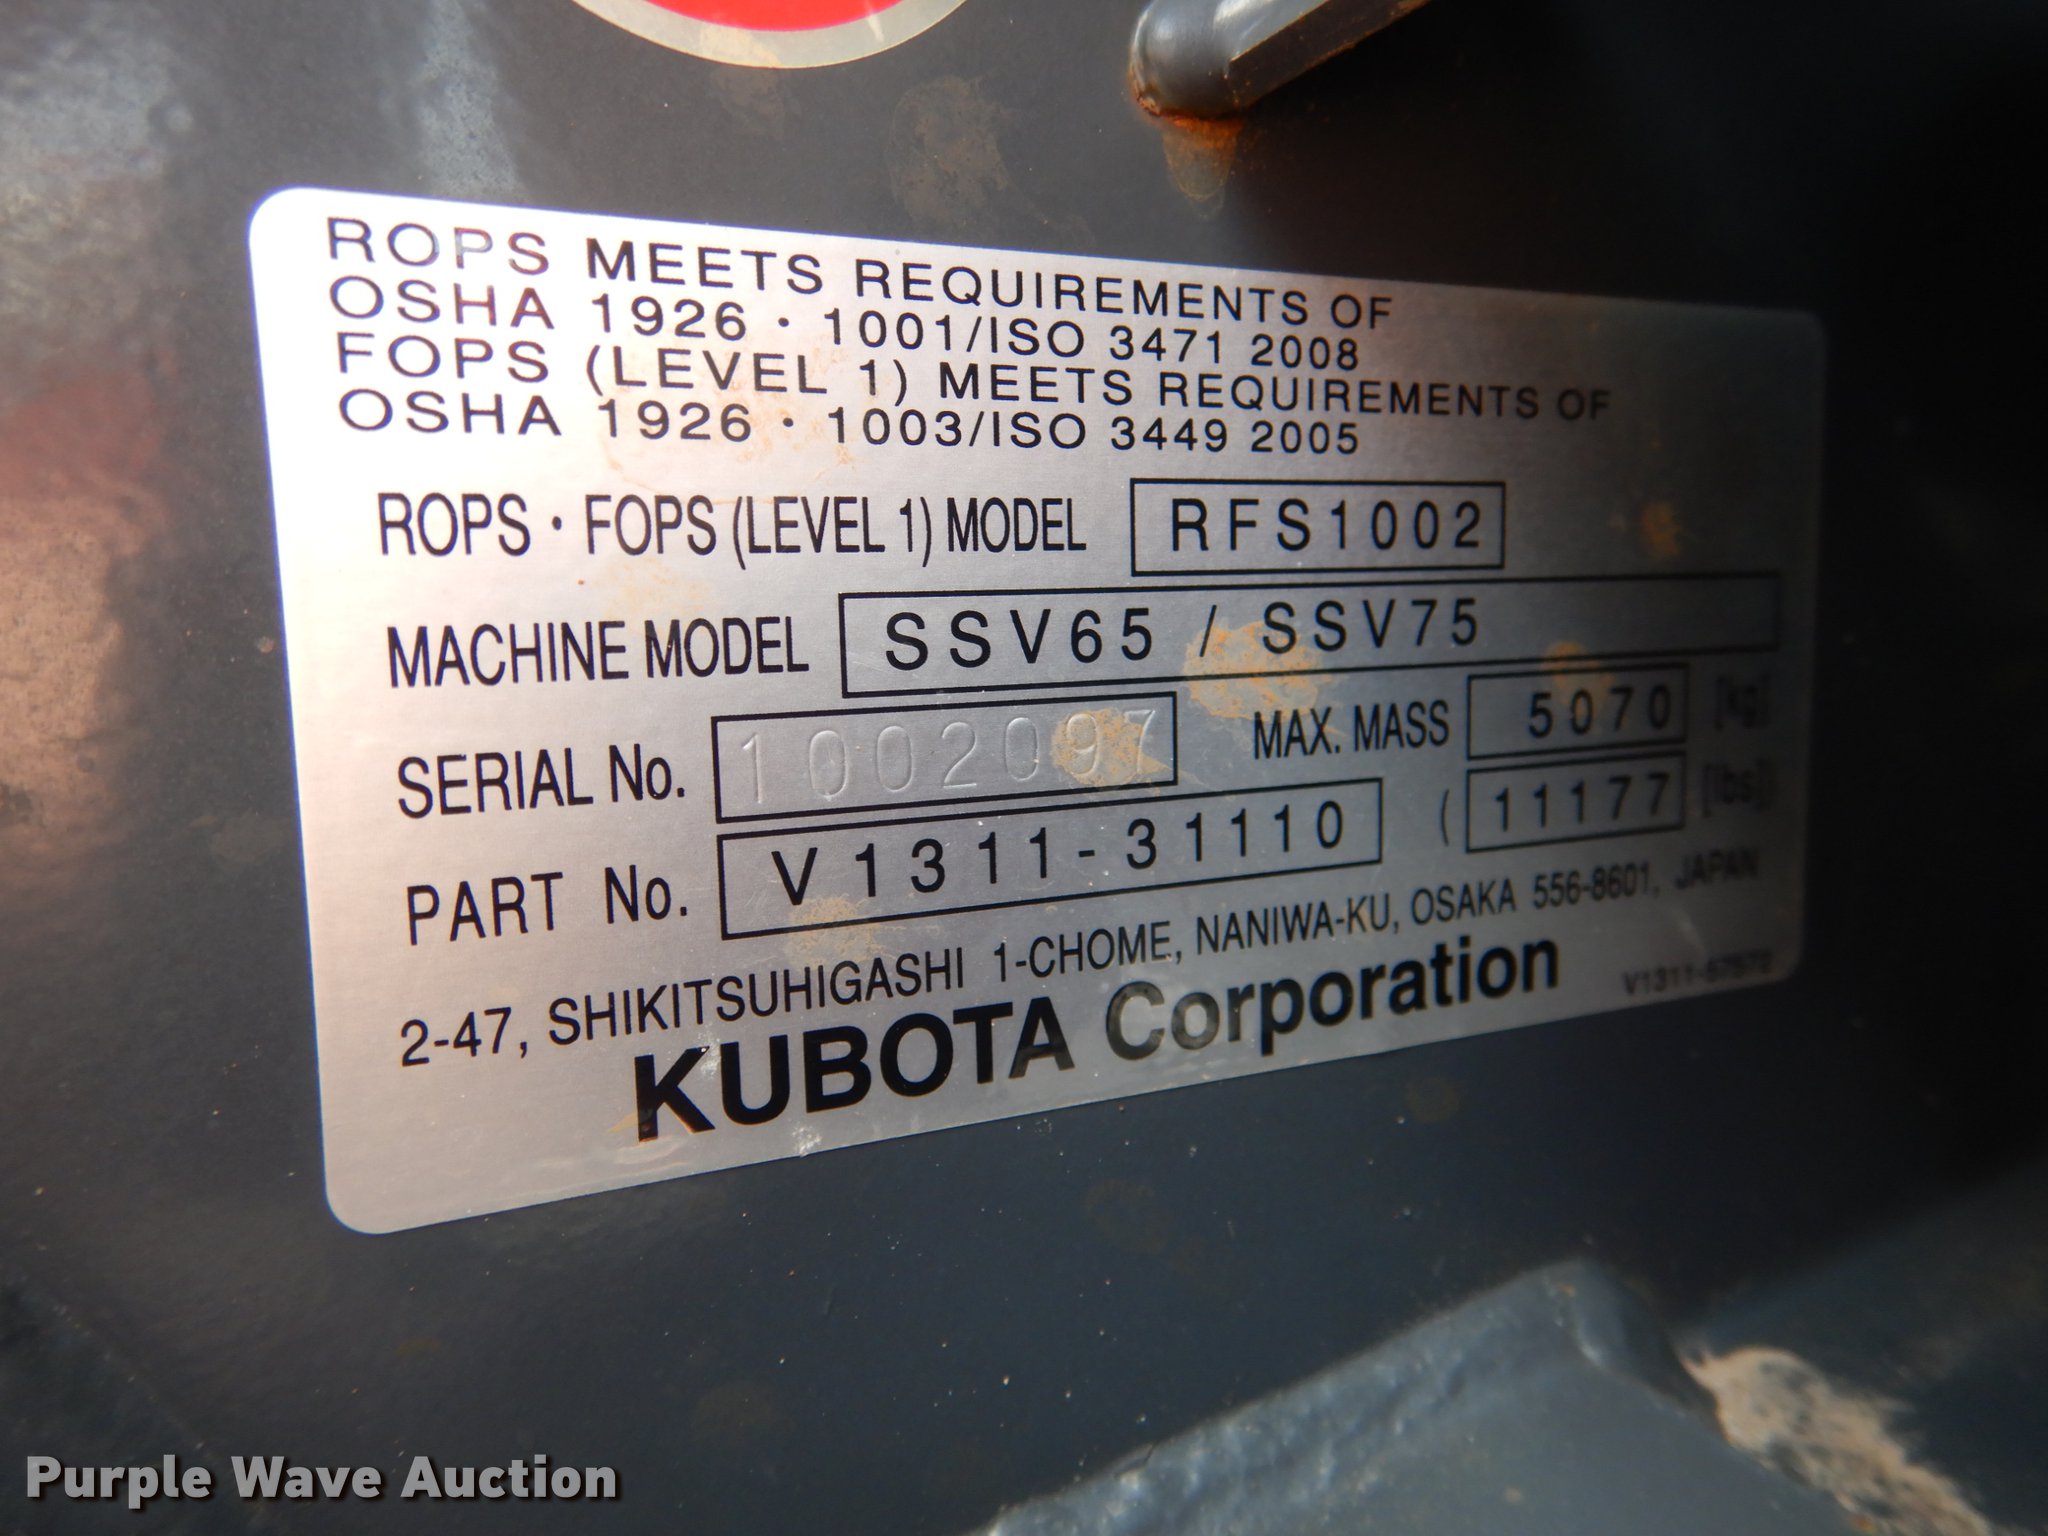 ROPS MEETS REQUIREMENTS OF
OSHA 1926 · 1001/ISO 3471 2008
FOPS (LEVEL 1) MEETS REQUIREMENTS OF
OSHA 1926 · 1003/ISO 3449 2005
ROPS · FOPS (LEVEL 1) MODEL RFS1002
MACHINE MODEL SSV65 / SSV75
SERIAL No. 1002097 MAX. MASS 5070 [kg]
PART No. V1311-31110 (11177 [lbs])
2-47, SHIKITSUHIGASHI 1-CHOME, NANIWA-KU, OSAKA 556-8601, JAPAN
KUBOTA Corporation V1311-57572
Purple Wave Auction